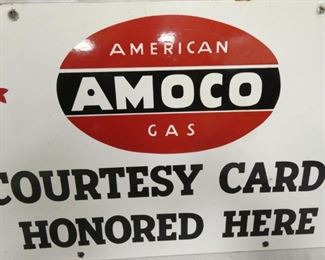 AMERICAN
AMOCO
GAS
COURTESY CARD
HONORED HERE